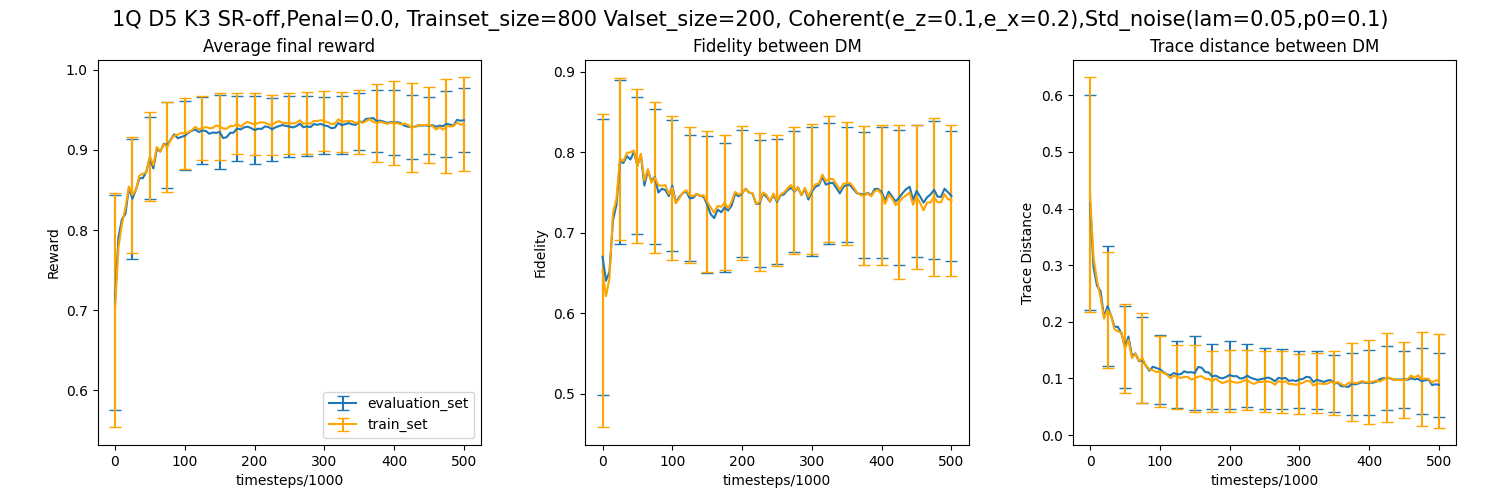 1Q D5 K3 SR-off,Penal=0.0, Trainset_size=800 Valset_size=200, Coherent(e_z=0.1,e_x=0.2),Std_noise(lam=0.05,p0=0.1)
Average final reward
Reward
1.0
0.9
0.8
0.7
0.6
0 100 200 300 400 500
timesteps/1000
evaluation_set
train_set
Fidelity between DM
Fidelity
0.9
0.8
0.7
0.6
0.5
0 100 200 300 400 500
timesteps/1000
Trace distance between DM
Trace Distance
0.6
0.5
0.4
0.3
0.2
0.1
0.0
0 100 200 300 400 500
timesteps/1000